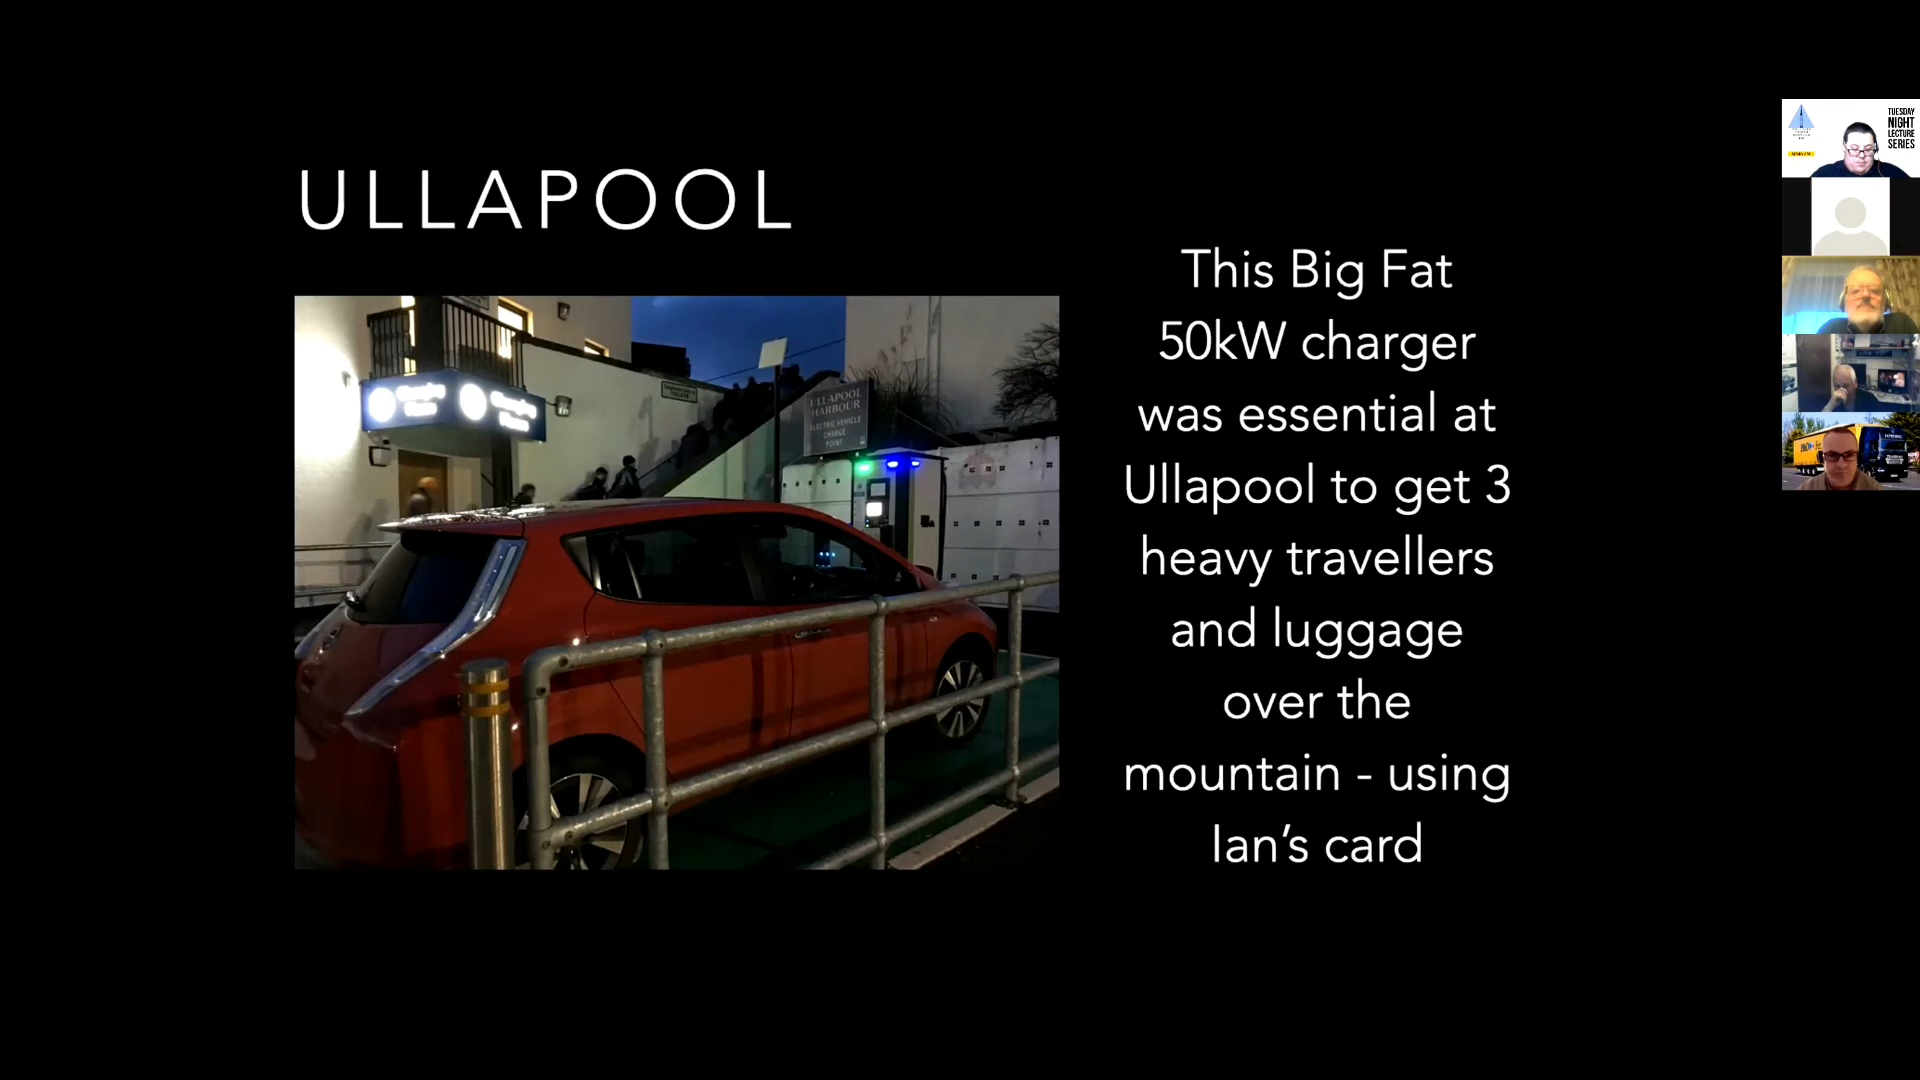 ULLAPOOL
This Big Fat
50kW charger
was essential at
Ullapool to get 3
heavy travellers
and luggage
over the
mountain - using
Ian's card
ULLAPOOL
HARBOUR
ELECTRIC VEHICLE
CHARGE
POINT
TUESDAY
NIGHT
LECTURE
SERIES